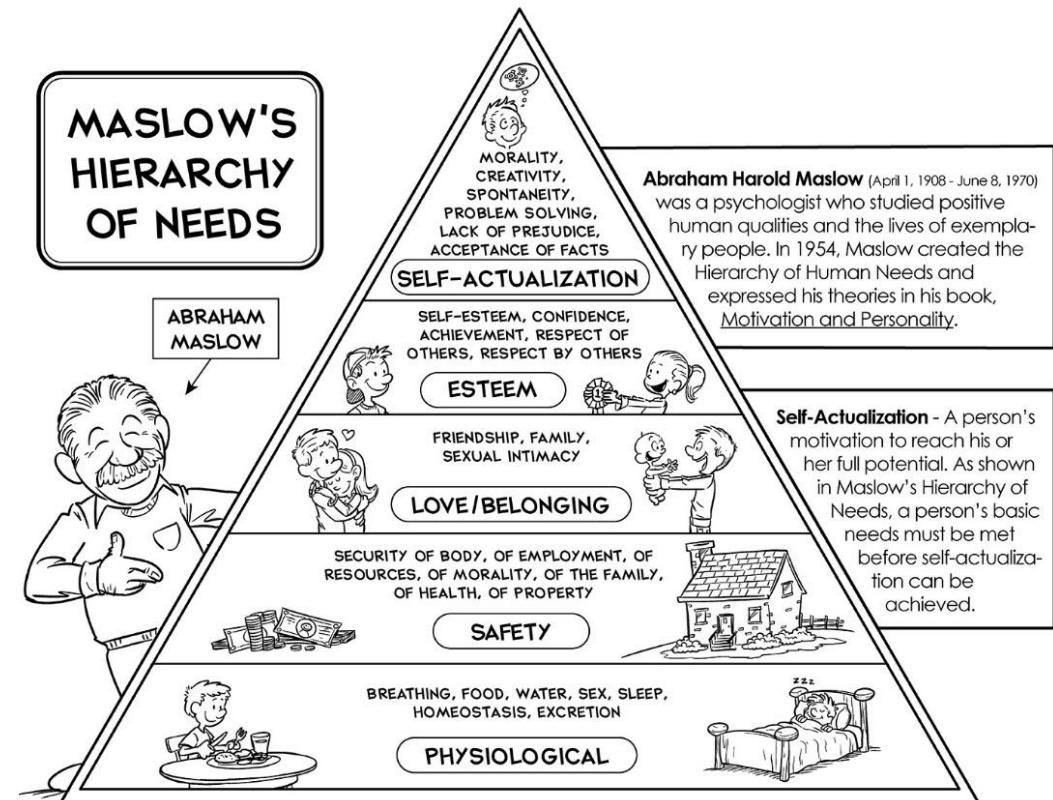 MASLOW'S
HIERARCHY
OF NEEDS
ABRAHAM
MASLOW
MORALITY,
CREATIVITY,
SPONTANEITY,
PROBLEM SOLVING,
LACK OF PREJUDICE,
ACCEPTANCE OF FACTS
SELF-ACTUALIZATION
SELF-ESTEEM, CONFIDENCE,
ACHIEVEMENT, RESPECT OF
OTHERS, RESPECT BY OTHERS
ESTEEM
1
FRIENDSHIP, FAMILY,
SEXUAL INTIMACY
LOVE/BELONGING
SECURITY OF BODY, OF EMPLOYMENT, OF
RESOURCES, OF MORALITY, OF THE FAMILY,
OF HEALTH, OF PROPERTY
SAFETY
BREATHING, FOOD, WATER, SEX, SLEEP,
HOMEOSTASIS, EXCRETION
zzz
PHYSIOLOGICAL
Abraham Harold Maslow (April 1, 1908 - June 8, 1970)
was a psychologist who studied positive
human qualities and the lives of exempla-
ry people. In 1954, Maslow created the
Hierarchy of Human Needs and
expressed his theories in his book,
Motivation and Personality.
Self-Actualization - A person's
motivation to reach his or
her full potential. As shown
in Maslow's Hierarchy of
Needs, a person's basic
needs must be met
before self-actualiza-
tion can be
achieved.